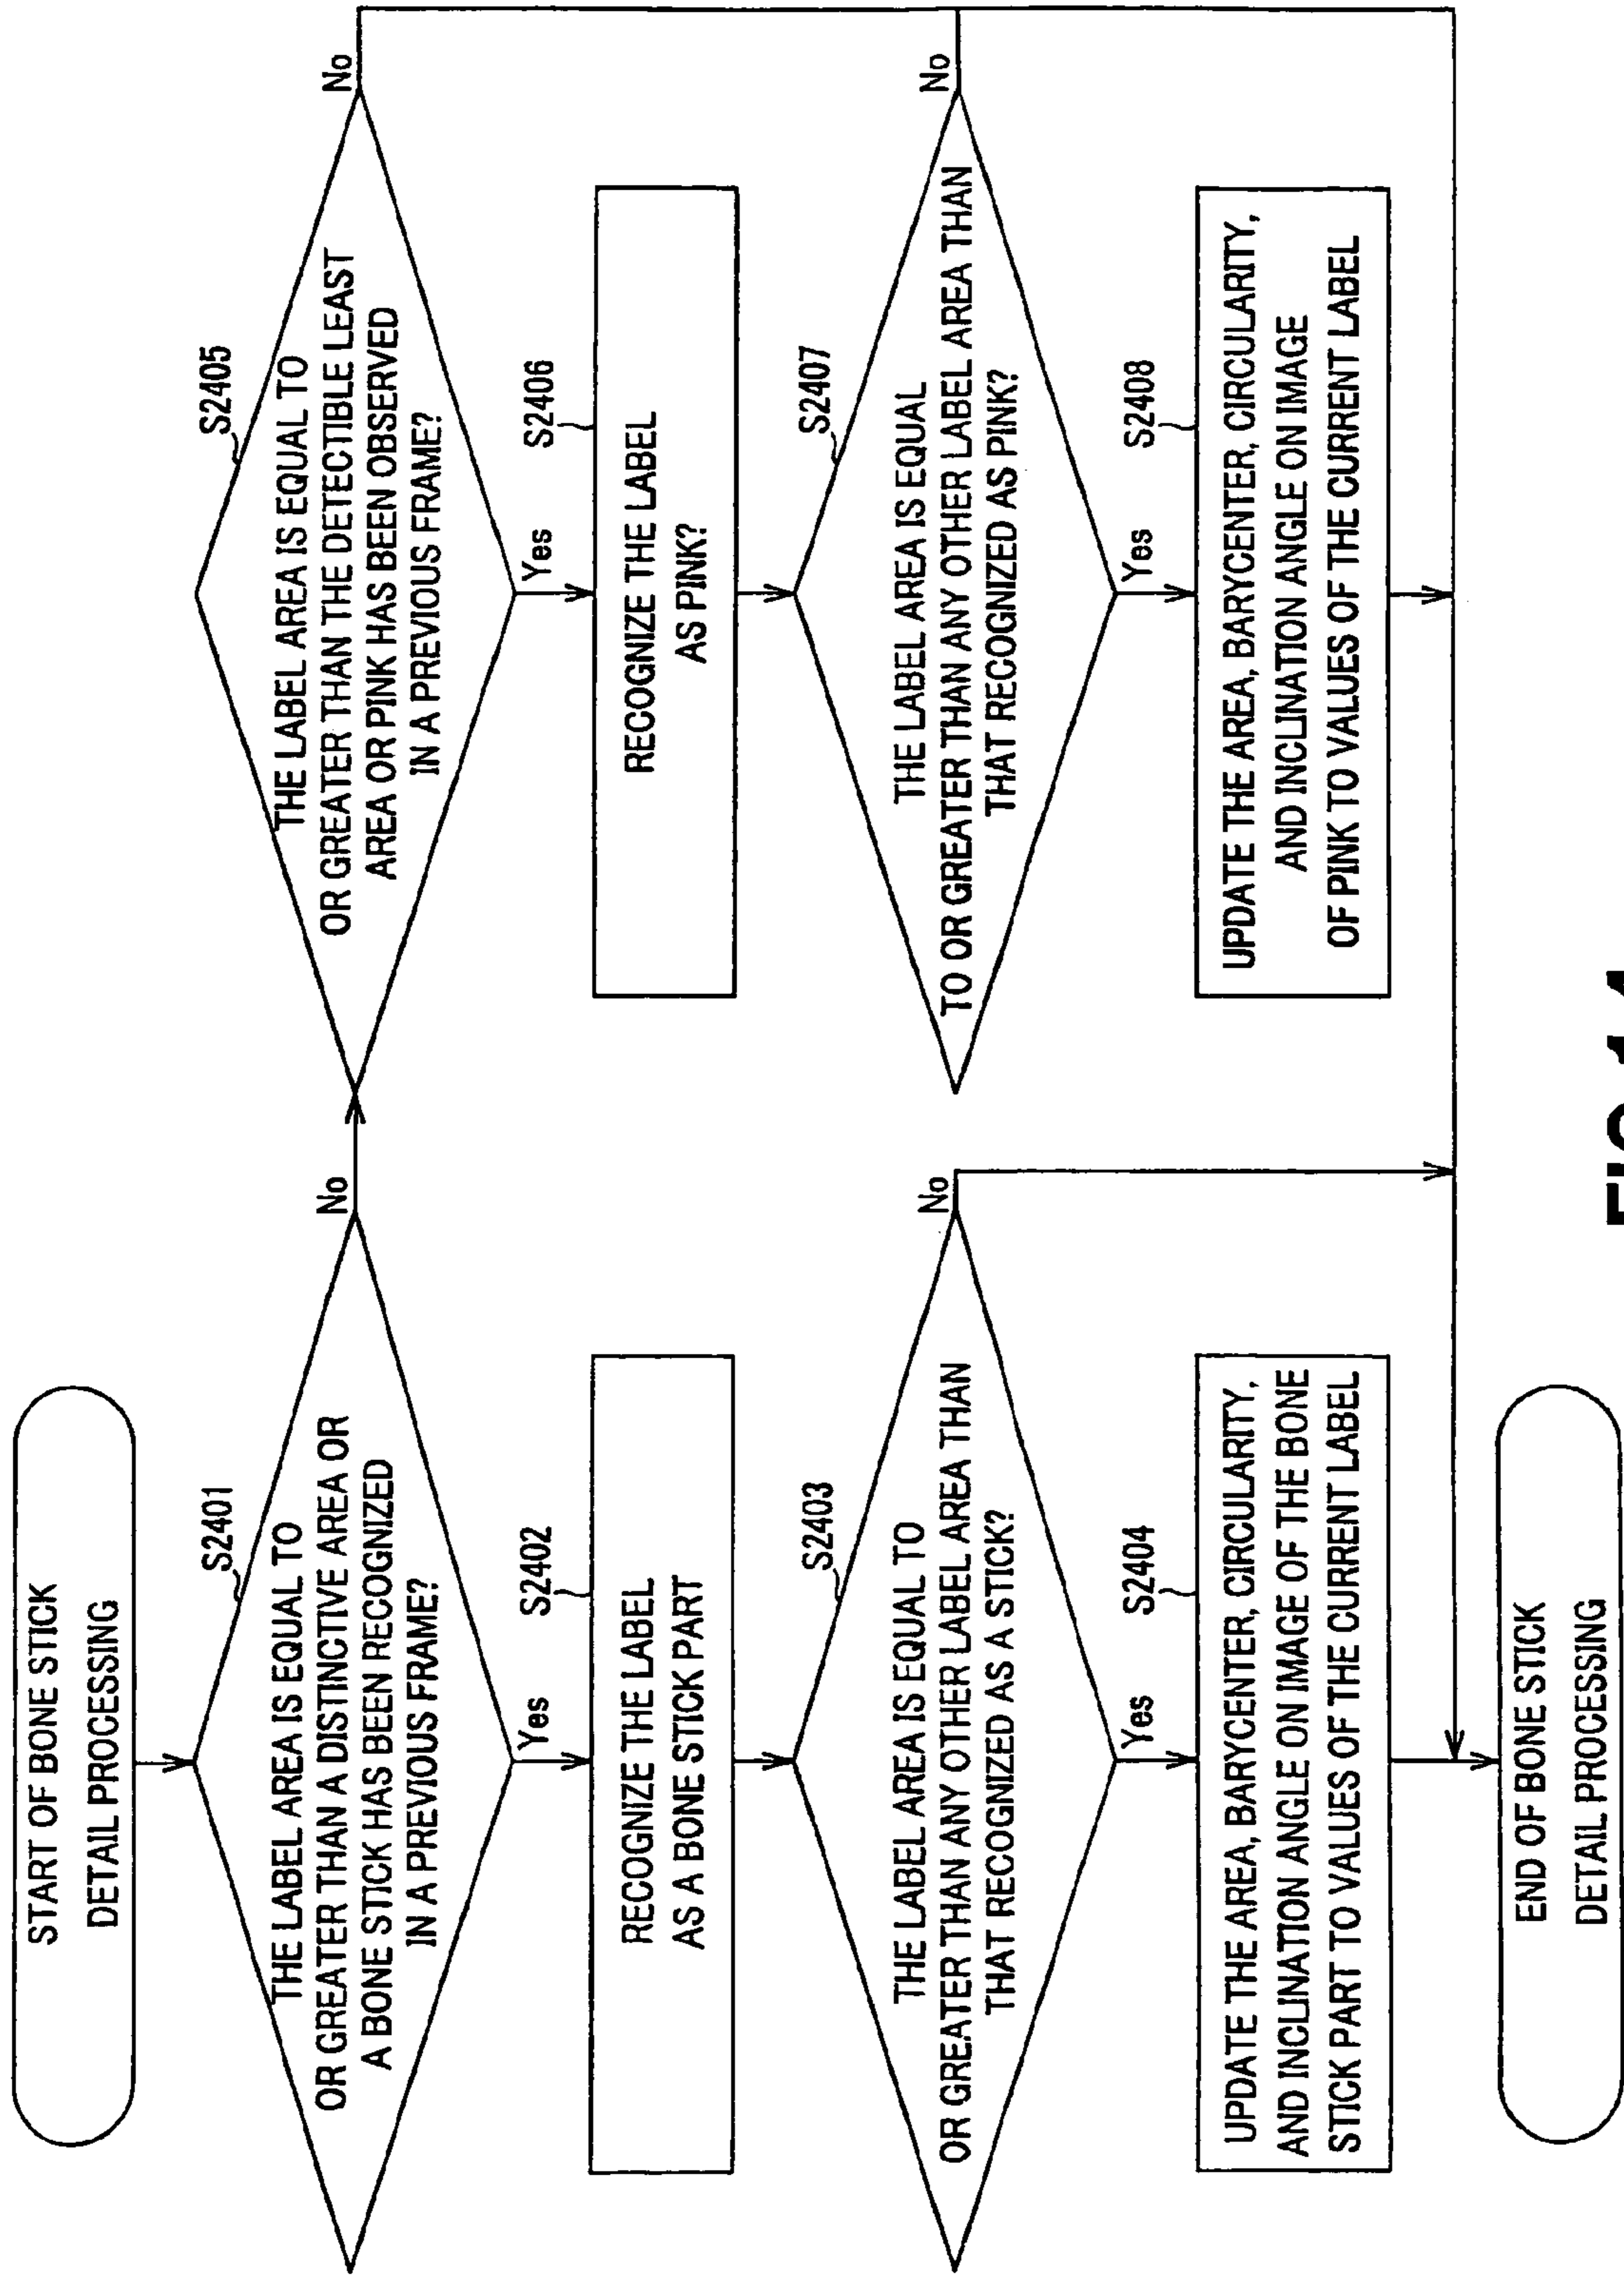 START OF BONE STICK
DETAIL PROCESSING
S2401
THE LABEL AREA IS EQUAL TO
OR GREATER THAN A DISTINCTIVE AREA OR
A BONE STICK HAS BEEN RECOGNIZED
IN A PREVIOUS FRAME?
No
Yes
S2402
RECOGNIZE THE LABEL
AS A BONE STICK PART
S2403
THE LABEL AREA IS EQUAL TO
OR GREATER THAN ANY OTHER LABEL AREA THAN
THAT RECOGNIZED AS A STICK?
No
Yes
S2404
UPDATE THE AREA, BARYCENTER, CIRCULARITY,
AND INCLINATION ANGLE ON IMAGE OF THE BONE
STICK PART TO VALUES OF THE CURRENT LABEL
END OF BONE STICK
DETAIL PROCESSING
S2405
THE LABEL AREA IS EQUAL TO
OR GREATER THAN THE DETECTIBLE LEAST
AREA OR PINK HAS BEEN OBSERVED
IN A PREVIOUS FRAME?
No
Yes
S2406
RECOGNIZE THE LABEL
AS PINK?
S2407
THE LABEL AREA IS EQUAL
TO OR GREATER THAN ANY OTHER LABEL AREA THAN
THAT RECOGNIZED AS PINK?
No
Yes
S2408
UPDATE THE AREA, BARYCENTER, CIRCULARITY,
AND INCLINATION ANGLE ON IMAGE
OF PINK TO VALUES OF THE CURRENT LABEL